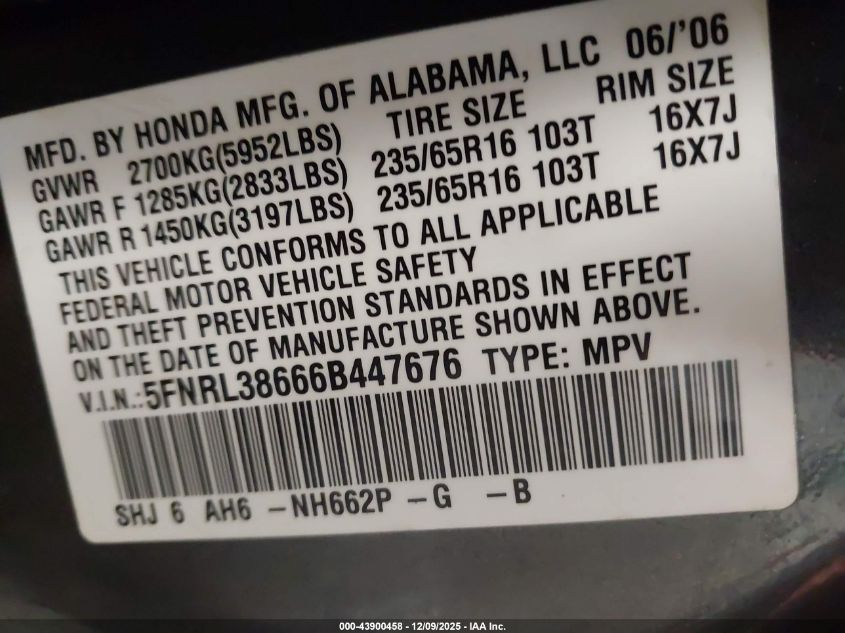 MFD. BY HONDA MFG. OF ALABAMA, LLC 06/'06
GVWR 2700KG(5952LBS) TIRE SIZE RIM SIZE
GAWR F 1285KG(2833LBS) 235/65R16 103T 16X7J
GAWR R 1450KG(3197LBS) 235/65R16 103T 16X7J
THIS VEHICLE CONFORMS TO ALL APPLICABLE
FEDERAL MOTOR VEHICLE SAFETY
AND THEFT PREVENTION STANDARDS IN EFFECT
ON THE DATE OF MANUFACTURE SHOWN ABOVE.
V.I.N.:5FNRL38666B447676 TYPE: MPV
SHJ 6 AH6 -NH662P -G -B
000-43900458 - 12/09/2025 - IAA Inc.